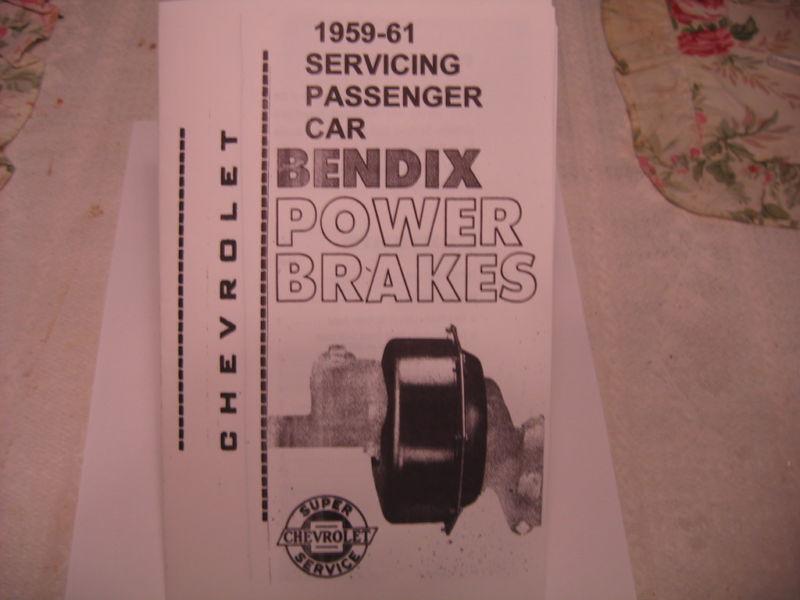 1959-61
SERVICING
PASSENGER
CAR
BENDIX
POWER
BRAKES
CHEVROLET
SUPER
CHEVROLET
SERVICE